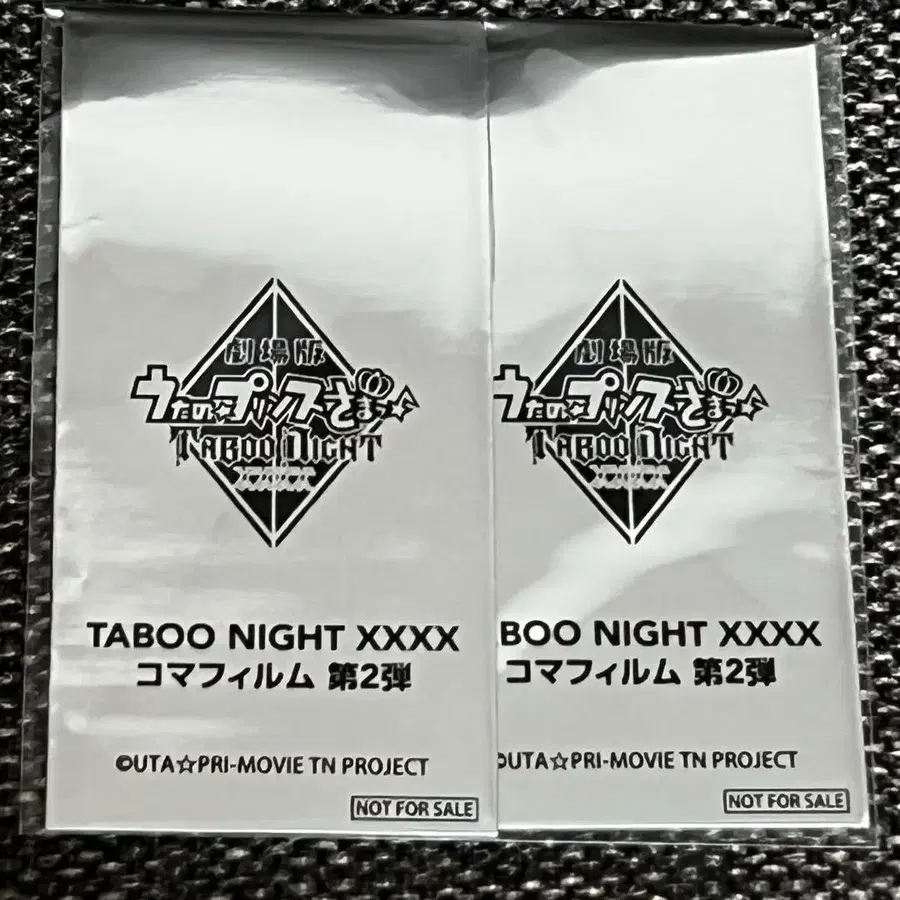 劇場版
うたの☆プリンスさまっ♪
TABOO NIGHT
XXXX
TABOO NIGHT XXXX
コマフィルム 第2弾
©UTA☆PRI-MOVIE TN PROJECT
NOT FOR SALE
劇場版
うたの☆プリンスさまっ♪
TABOO NIGHT
XXXX
BOO NIGHT XXXX
コマフィルム 第2弾
UTA☆PRI-MOVIE TN PROJECT
NOT FOR SALE